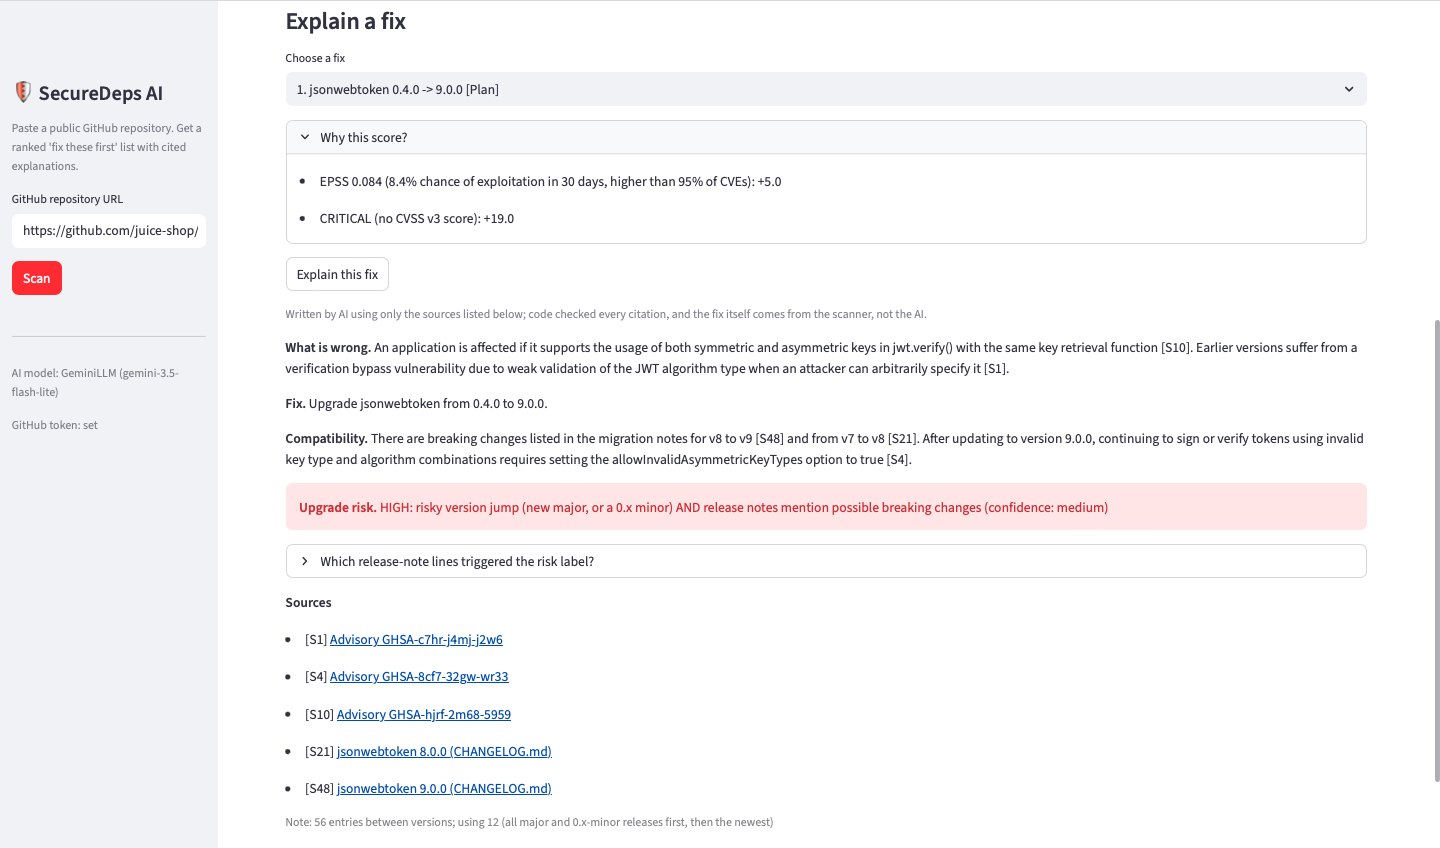 SecureDeps AI
Paste a public GitHub repository. Get a
ranked 'fix these first' list with cited
explanations.
GitHub repository URL
https://github.com/juice-shop/
Scan
AI model: GeminiLLM (gemini-3.5-
flash-lite)
GitHub token: set
Explain a fix
Choose a fix
1. jsonwebtoken 0.4.0 -> 9.0.0 [Plan]
Why this score?
• EPSS 0.084 (8.4% chance of exploitation in 30 days, higher than 95% of CVEs): +5.0
• CRITICAL (no CVSS v3 score): +19.0
Explain this fix
Written by AI using only the sources listed below; code checked every citation, and the fix itself comes from the scanner, not the AI.
What is wrong. An application is affected if it supports the usage of both symmetric and asymmetric keys in jwt.verify() with the same key retrieval function [S10]. Earlier versions suffer from a
verification bypass vulnerability due to weak validation of the JWT algorithm type when an attacker can arbitrarily specify it [S1].
Fix. Upgrade jsonwebtoken from 0.4.0 to 9.0.0.
Compatibility. There are breaking changes listed in the migration notes for v8 to v9 [S48] and from v7 to v8 [S21]. After updating to version 9.0.0, continuing to sign or verify tokens using invalid
key type and algorithm combinations requires setting the allowInvalidAsymmetricKeyTypes option to true [S4].
Upgrade risk. HIGH: risky version jump (new major, or a 0.x minor) AND release notes mention possible breaking changes (confidence: medium)
Which release-note lines triggered the risk label?
Sources
• [S1] Advisory GHSA-c7hr-j4mj-j2w6
• [S4] Advisory GHSA-8cf7-32gw-wr33
• [S10] Advisory GHSA-hjrf-2m68-5959
• [S21] jsonwebtoken 8.0.0 (CHANGELOG.md)
• [S48] jsonwebtoken 9.0.0 (CHANGELOG.md)
Note: 56 entries between versions; using 12 (all major and 0.x-minor releases first, then the newest)